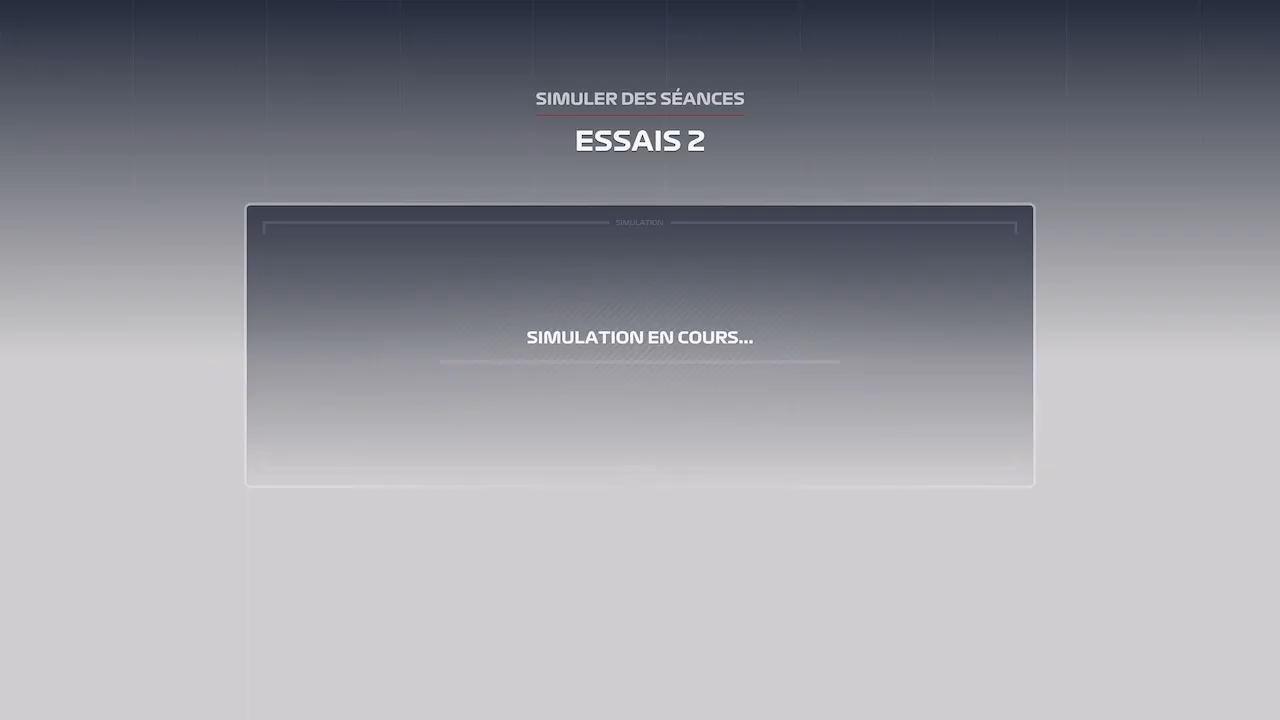 SIMULER DES SÉANCES
ESSAIS 2
SIMULATION
SIMULATION EN COURS...